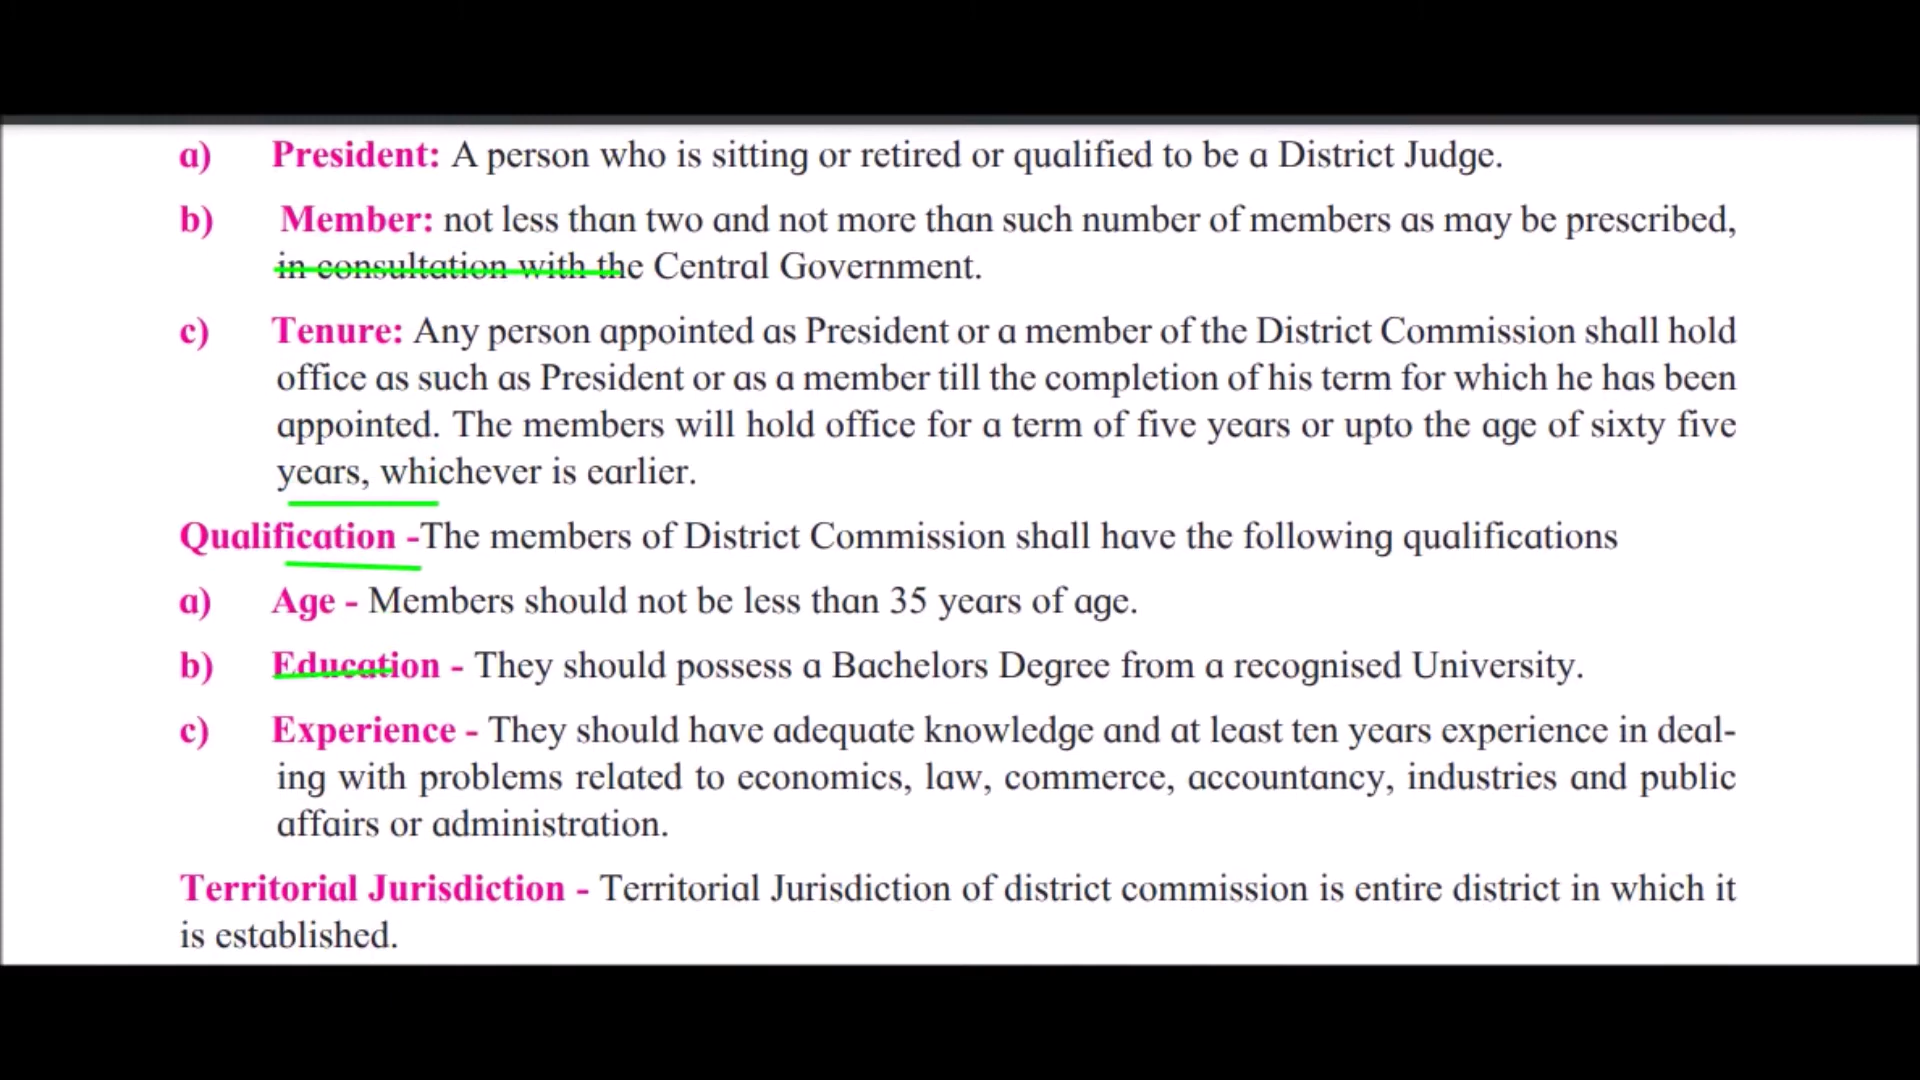 a) President: A person who is sitting or retired or qualified to be a District Judge.
b) Member: not less than two and not more than such number of members as may be prescribed,
in consultation with the Central Government.
c) Tenure: Any person appointed as President or a member of the District Commission shall hold
office as such as President or as a member till the completion of his term for which he has been
appointed. The members will hold office for a term of five years or upto the age of sixty five
years, whichever is earlier.
Qualification -The members of District Commission shall have the following qualifications
a) Age - Members should not be less than 35 years of age.
b) Education - They should possess a Bachelors Degree from a recognised University.
c) Experience - They should have adequate knowledge and at least ten years experience in deal-
ing with problems related to economics, law, commerce, accountancy, industries and public
affairs or administration.
Territorial Jurisdiction - Territorial Jurisdiction of district commission is entire district in which it
is established.